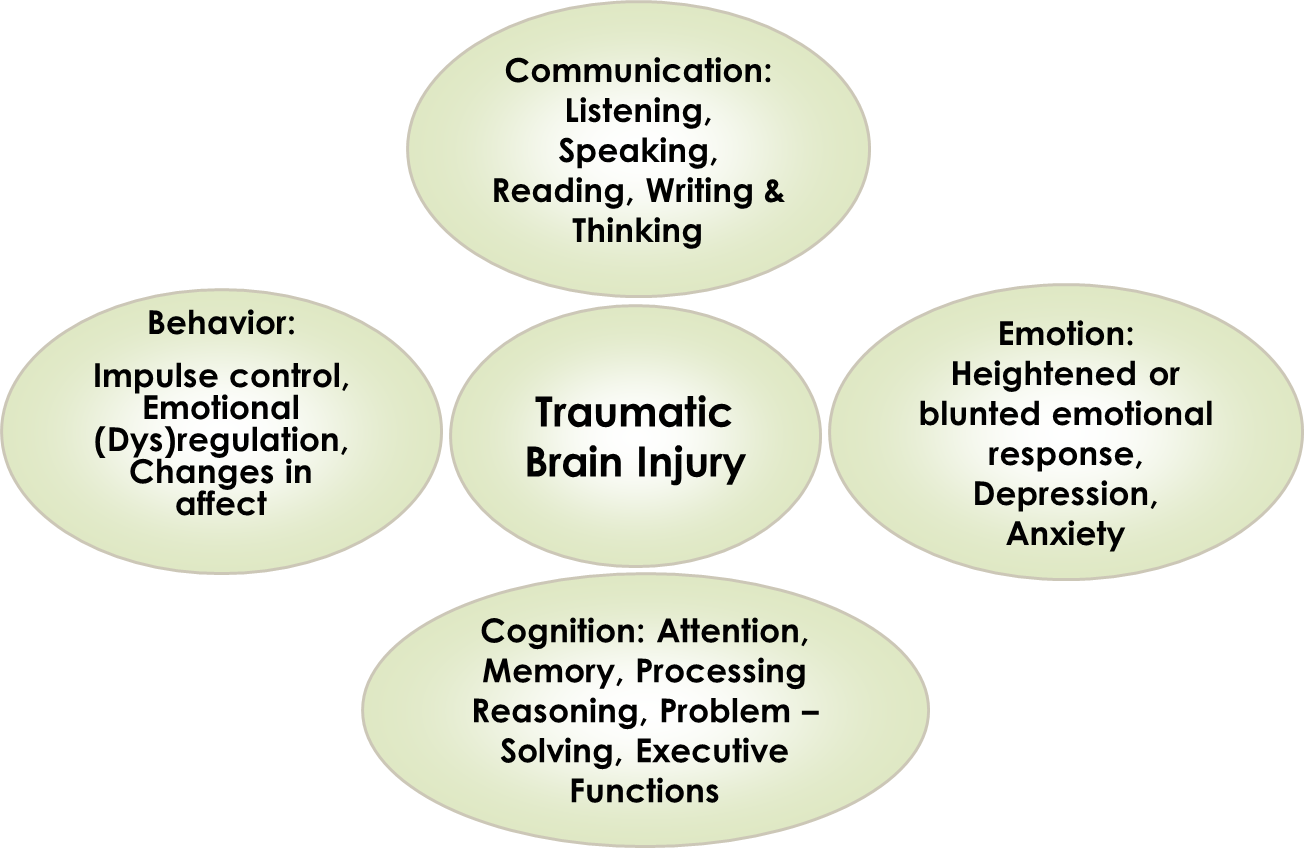 Communication:
Listening,
Speaking,
Reading, Writing &
Thinking
Behavior:
Impulse control,
Emotional
(Dys)regulation,
Changes in
affect
Traumatic
Brain Injury
Emotion:
Heightened or
blunted emotional
response,
Depression,
Anxiety
Cognition: Attention,
Memory, Processing
Reasoning, Problem –
Solving, Executive
Functions